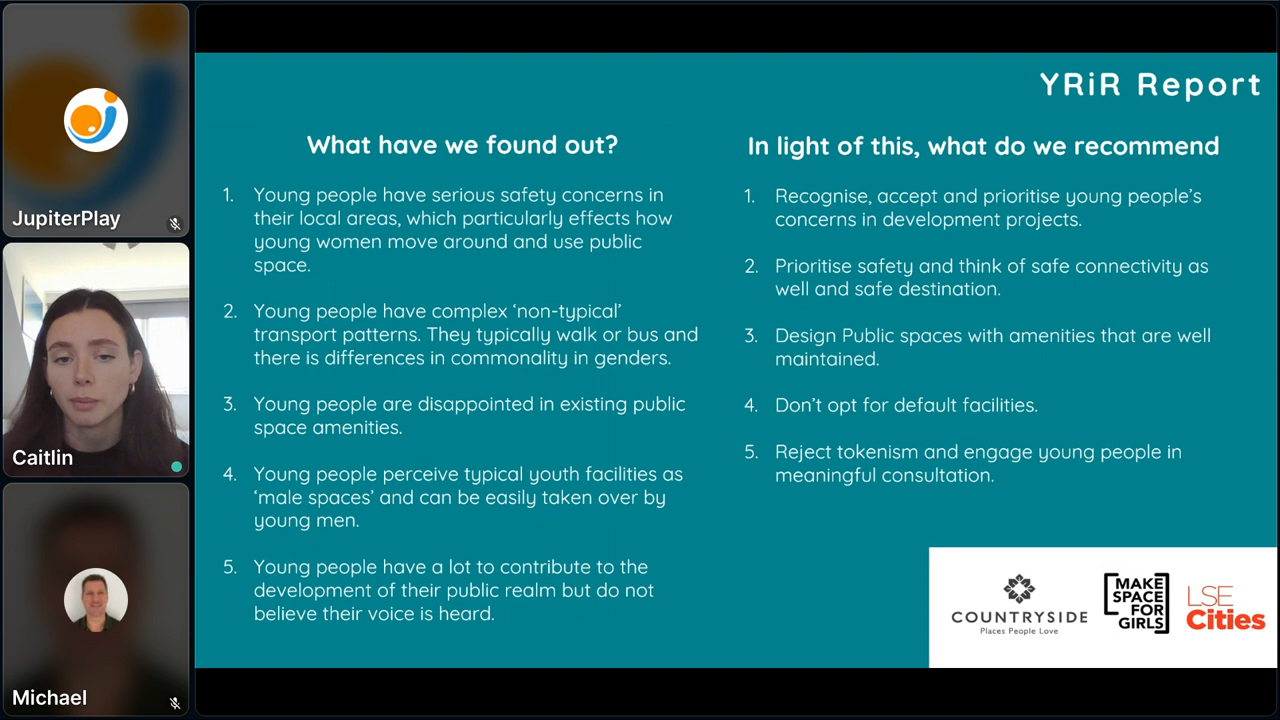 JupiterPlay
Caitlin
Michael
YRiR Report
What have we found out?
1. Young people have serious safety concerns in
their local areas, which particularly effects how
young women move around and use public
space.
2. Young people have complex ‘non-typical’
transport patterns. They typically walk or bus and
there is differences in commonality in genders.
3. Young people are disappointed in existing public
space amenities.
4. Young people perceive typical youth facilities as
‘male spaces’ and can be easily taken over by
young men.
5. Young people have a lot to contribute to the
development of their public realm but do not
believe their voice is heard.
In light of this, what do we recommend
1. Recognise, accept and prioritise young people’s
concerns in development projects.
2. Prioritise safety and think of safe connectivity as
well and safe destination.
3. Design Public spaces with amenities that are well
maintained.
4. Don’t opt for default facilities.
5. Reject tokenism and engage young people in
meaningful consultation.
COUNTRYSIDE
Places People Love
MAKE
SPACE
FOR
GIRLS
LSE
Cities